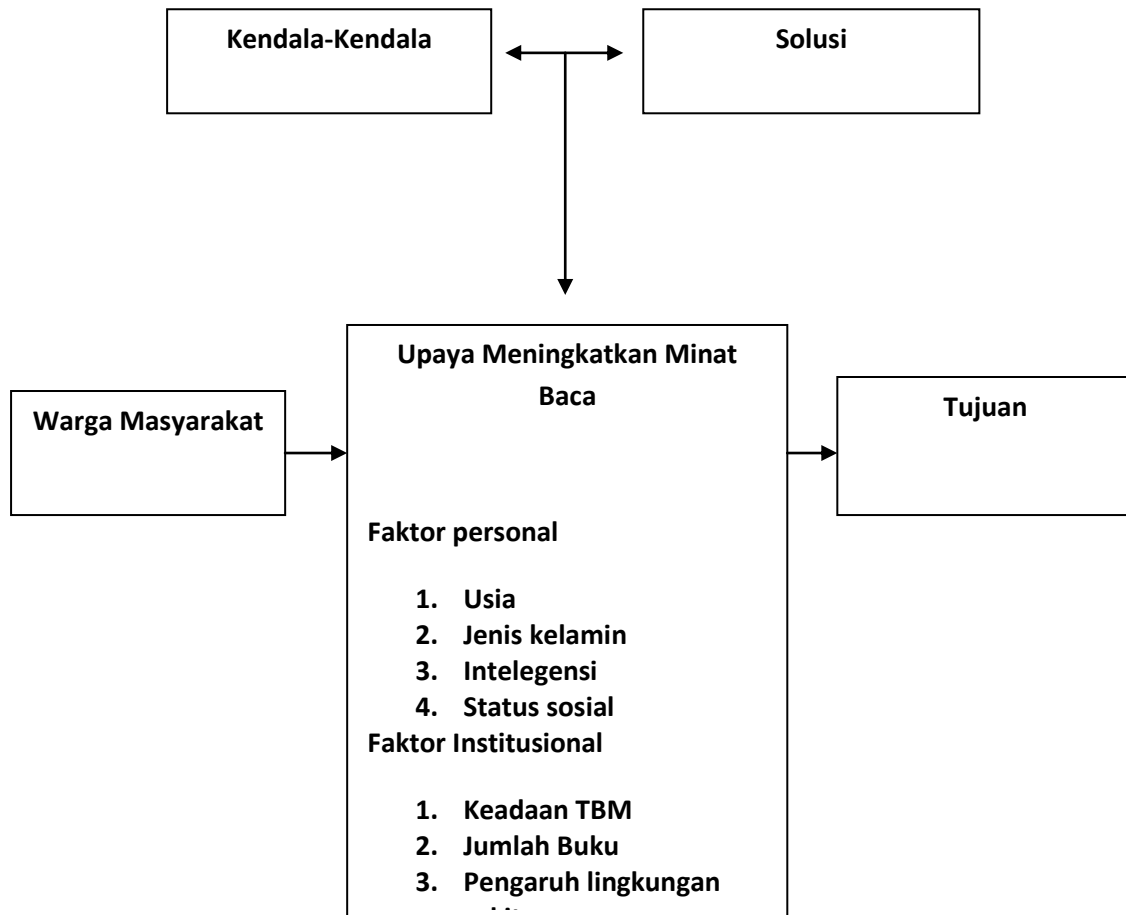 Kendala-Kendala
Solusi
Upaya Meningkatkan Minat
Baca
Warga Masyarakat
Tujuan
Faktor personal
1. Usia
2. Jenis kelamin
3. Intelegensi
4. Status sosial
Faktor Institusional
1. Keadaan TBM
2. Jumlah Buku
3. Pengaruh lingkungan